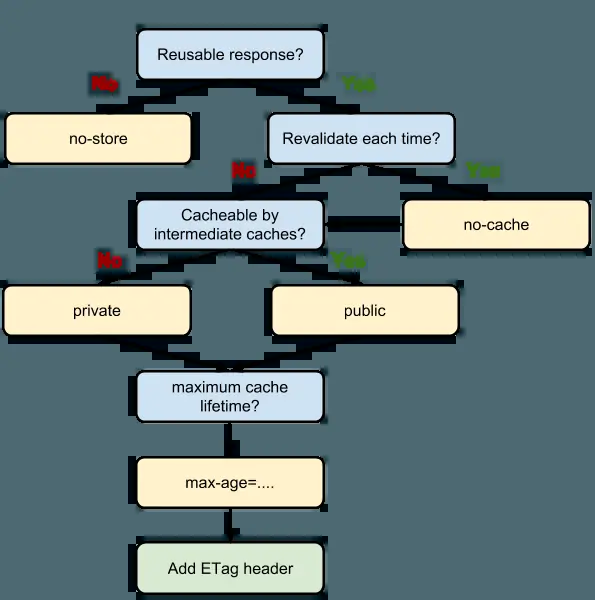 Reusable response?
No
Yes
no-store
Revalidate each time?
No
Yes
Cacheable by
intermediate caches?
no-cache
No
Yes
private
public
maximum cache
lifetime?
max-age=....
Add ETag header